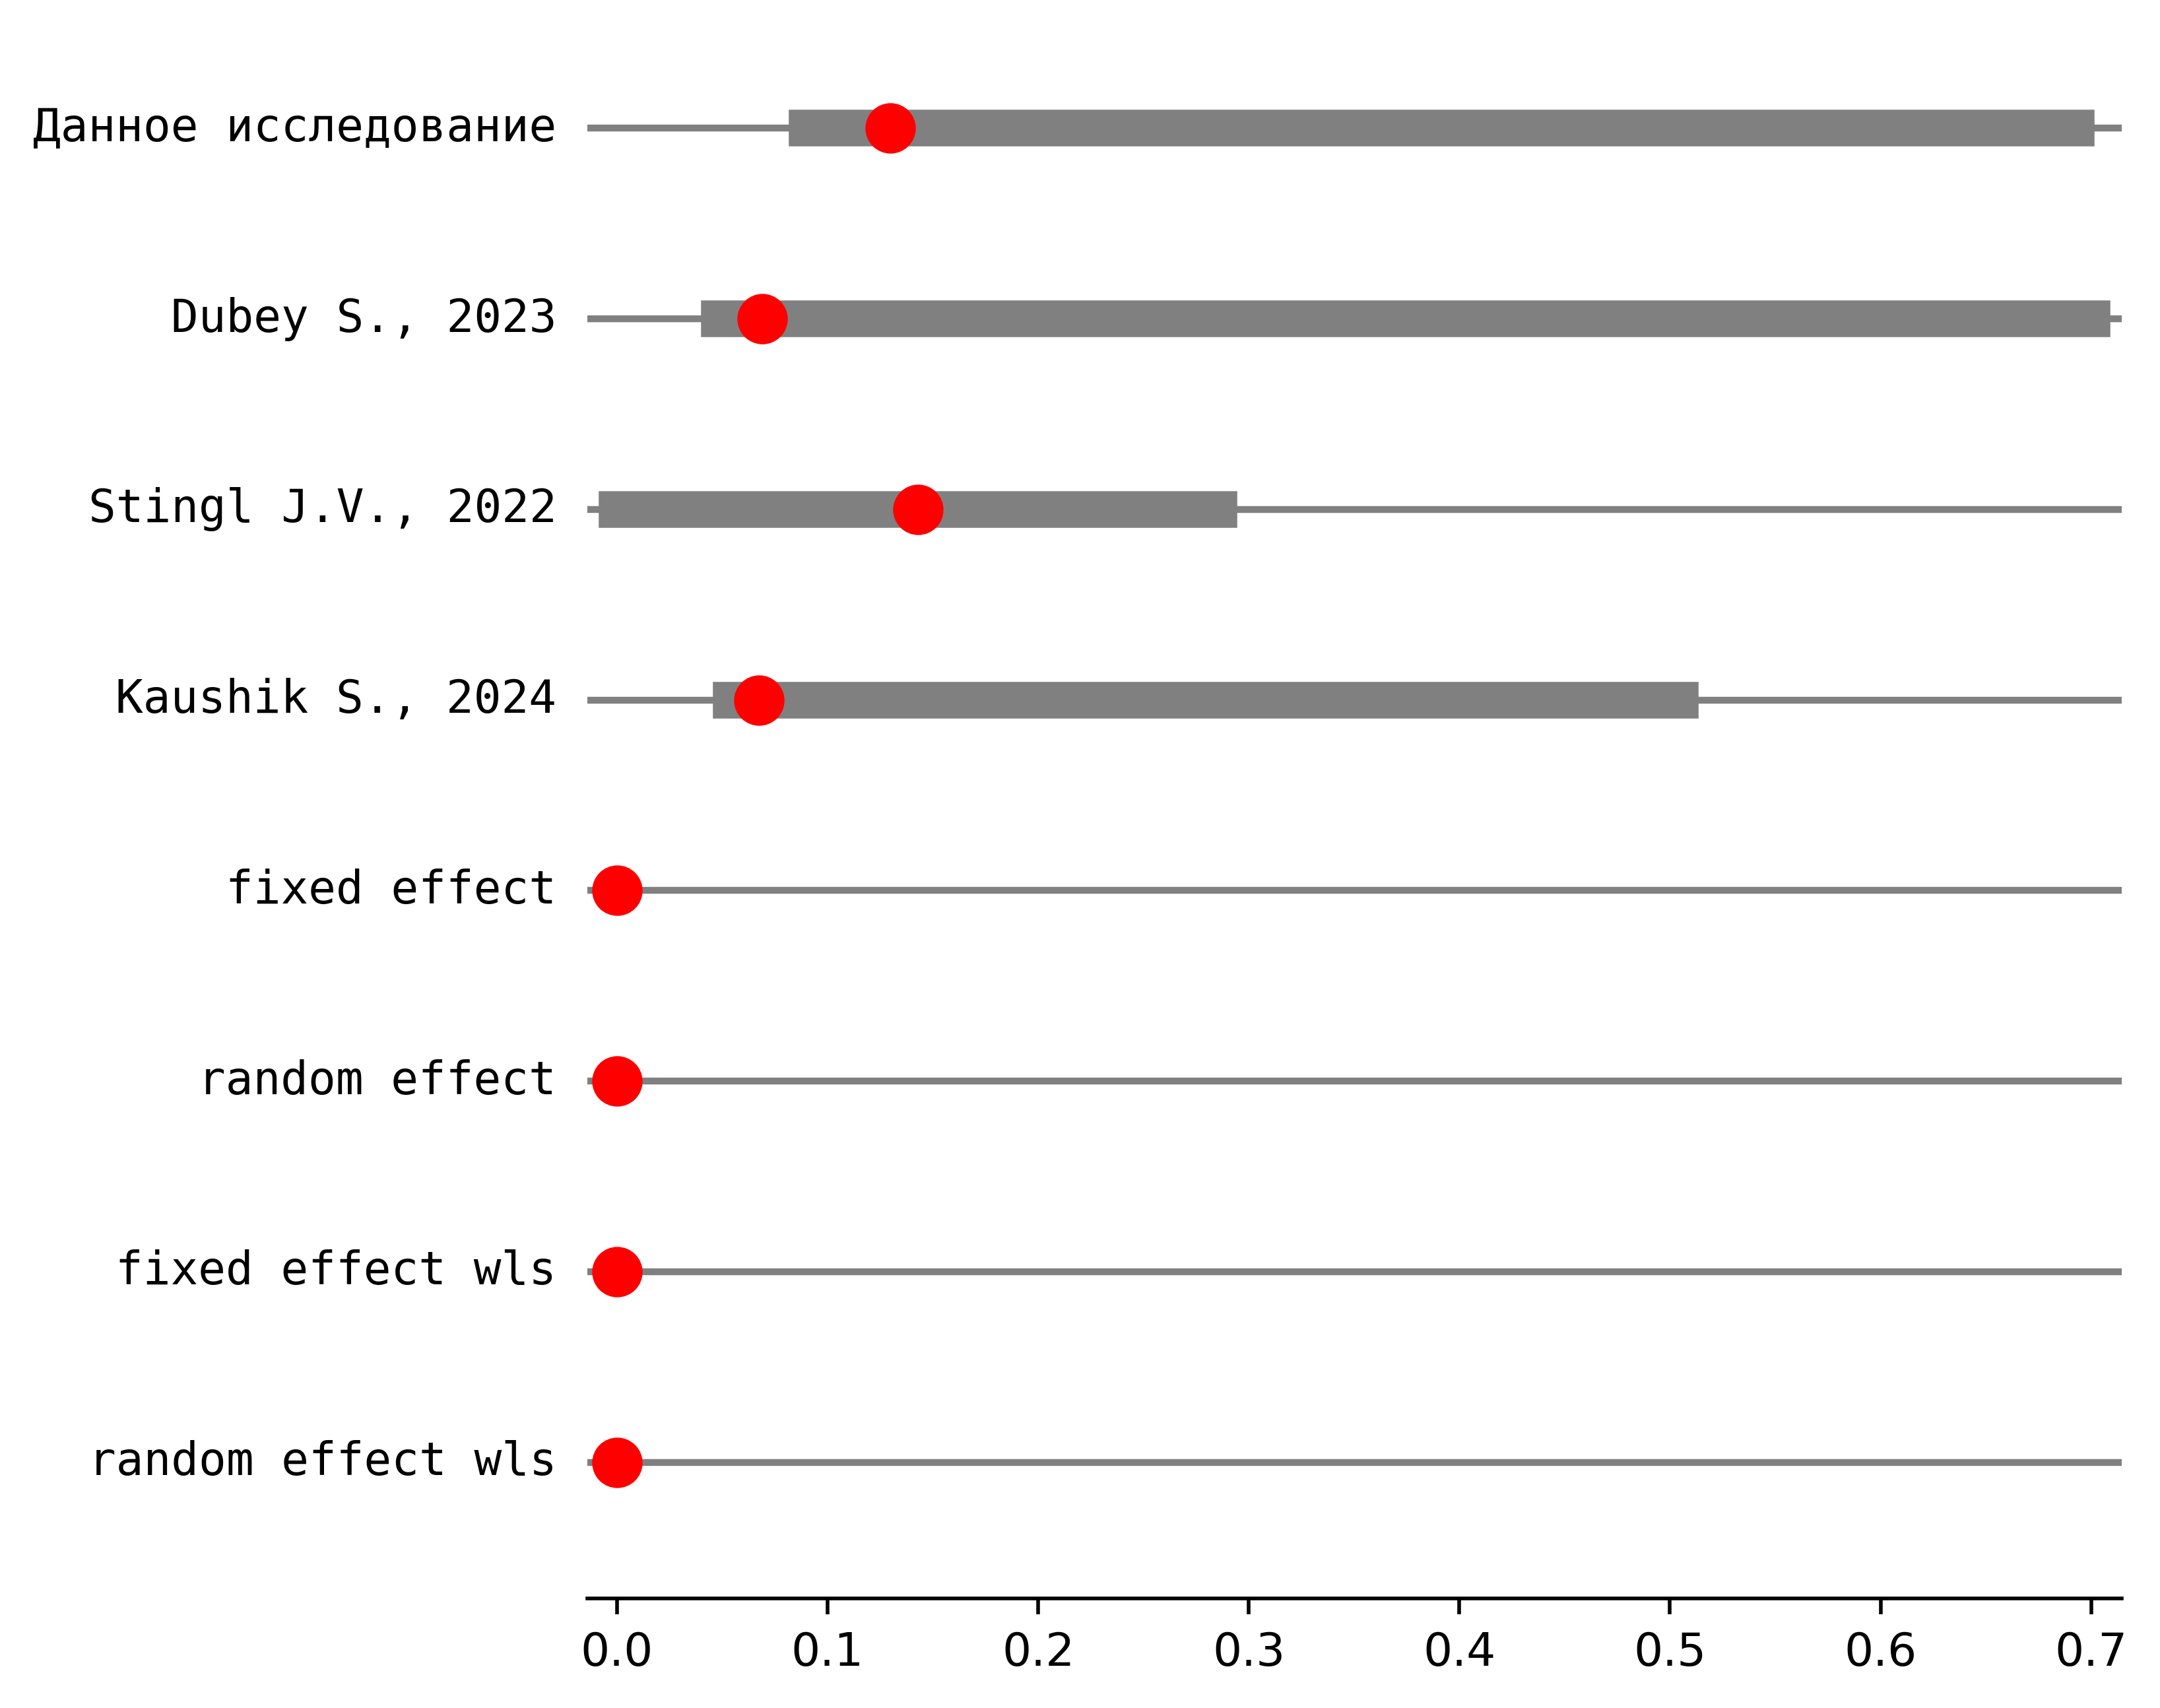 Данное исследование
Dubey S., 2023
Stingl J.V., 2022
Kaushik S., 2024
fixed effect
random effect
fixed effect wls
random effect wls
0.0 0.1 0.2 0.3 0.4 0.5 0.6 0.7